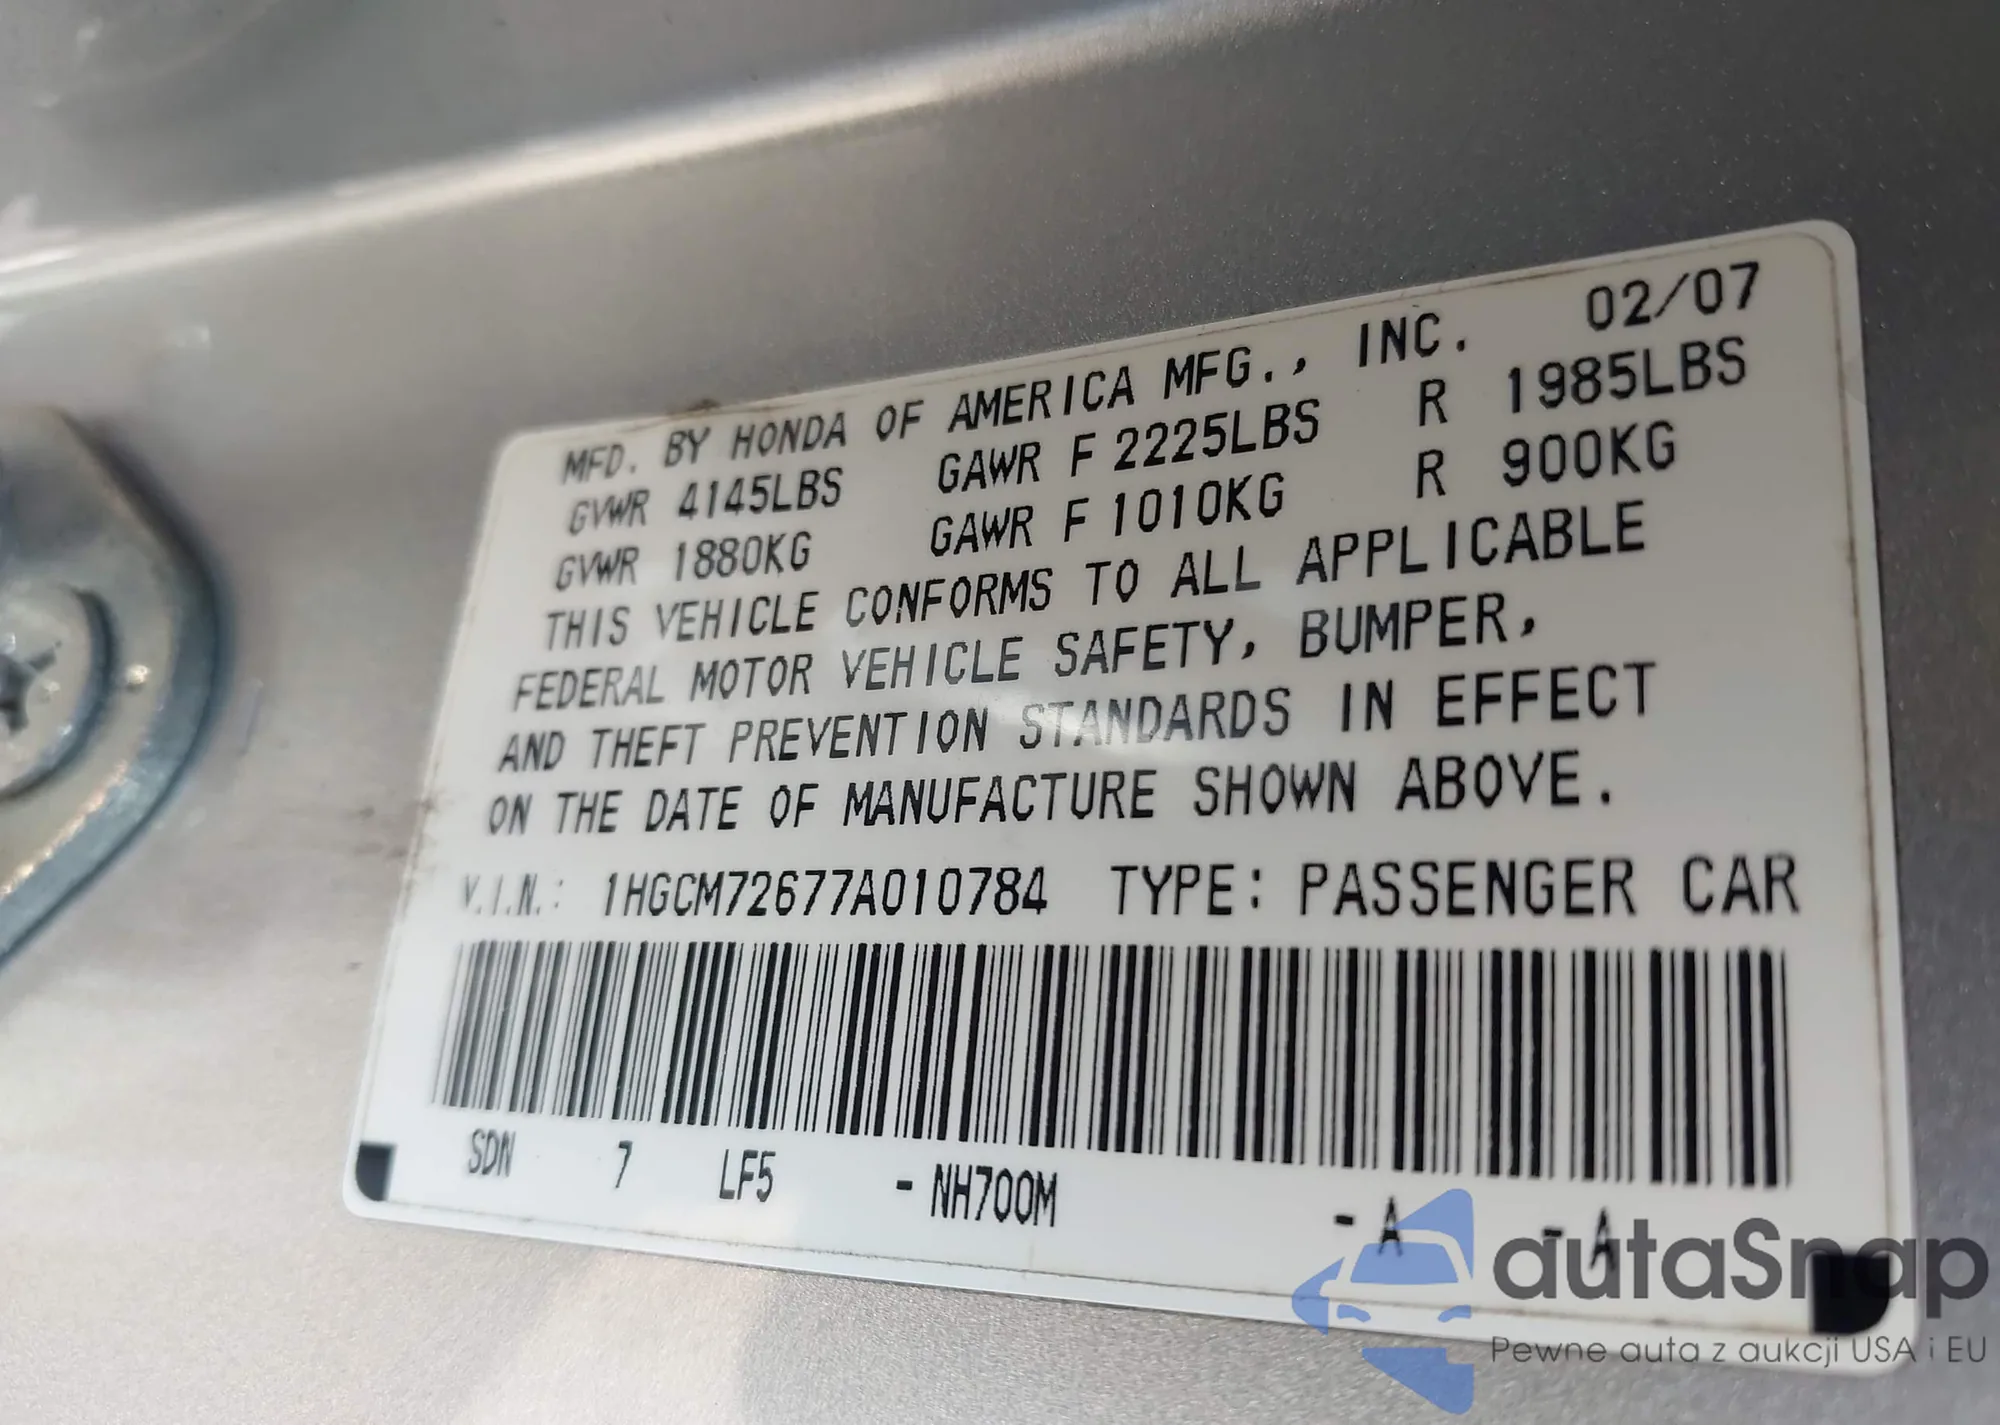 MFD. BY HONDA OF AMERICA MFG., INC. 02/07
GVWR 4145LBS GAWR F 2225LBS R 1985LBS
GVWR 1880KG GAWR F 1010KG R 900KG
THIS VEHICLE CONFORMS TO ALL APPLICABLE
FEDERAL MOTOR VEHICLE SAFETY, BUMPER,
AND THEFT PREVENTION STANDARDS IN EFFECT
ON THE DATE OF MANUFACTURE SHOWN ABOVE.
V.I.N.: 1HGCM72677A010784 TYPE: PASSENGER CAR
SDN 7 LF5 - NH700M - A - A
autaSnap
Pewne auta z aukcji USA i EU